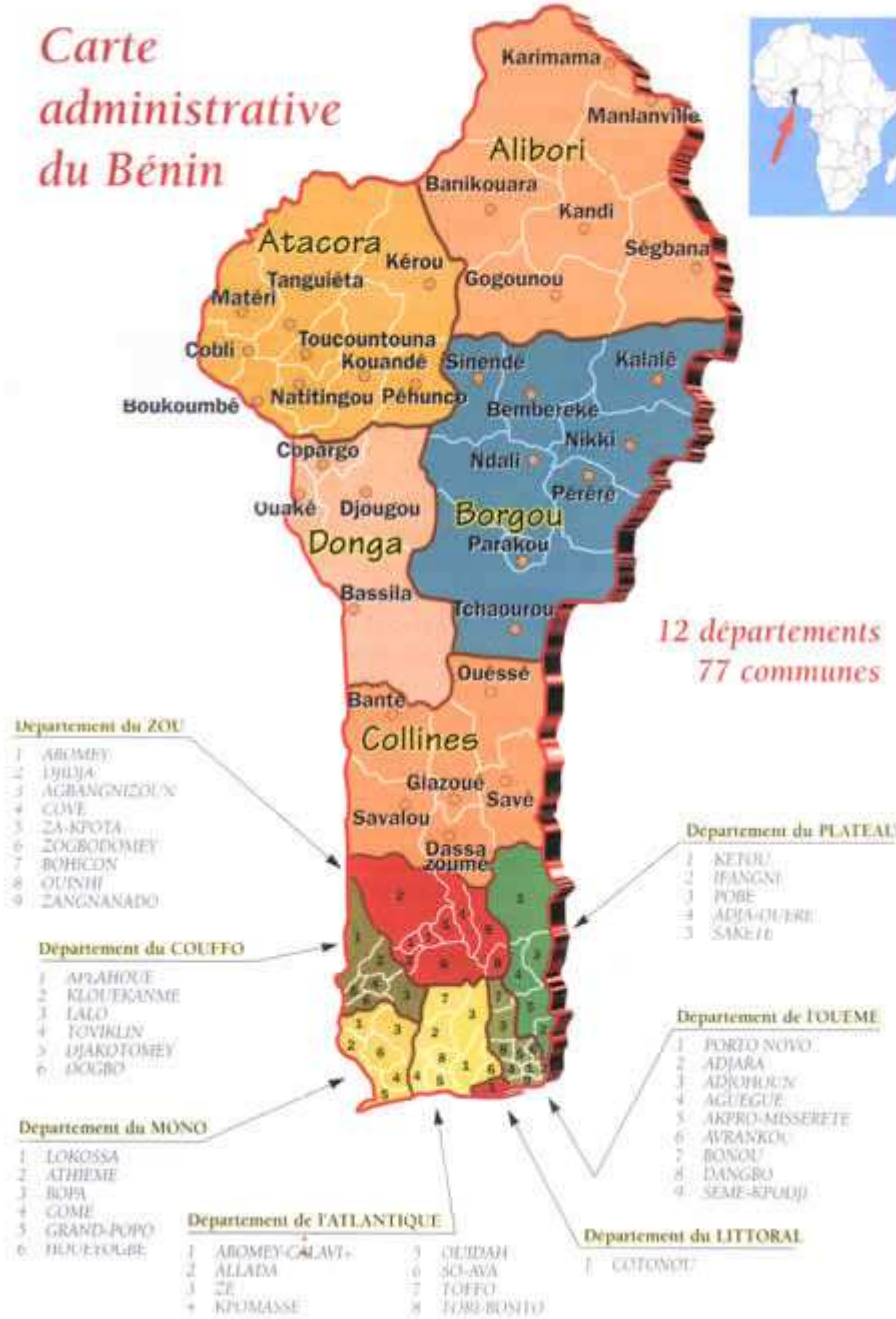 Carte
administrative
du Bénin
Karimama
Manlanville
Alibori
Banikouara
Kandi
Ségbana
Gogounou
Atacora
Kérou
Tanguiéta
Matéri
Toucountouna
Cobli
Kouandé
Boukoumbé
Natitingou
Péhunco
Sinendé
Kalalé
Bembereke
Nikki
Ndali
Pérére
Borgou
Parakou
Tchaourou
Copargo
Ouaké
Djougou
Donga
Bassila
12 départements
77 communes
Ouéssé
Bantè
Collines
Glazoué
Savè
Savalou
Dassa
zoumé
Département du ZOU
1 ABOMEY
2 DJIDJA
3 AGBANGNIZOUN
4 COVE
5 ZA-KPOTA
6 ZOGBODOMEY
7 BOHICON
8 OUINHI
9 ZANGNANADO
Département du COUFFO
1 APLAHOUE
2 KLOUEKANME
3 LALO
4 TOVIKLIN
5 DJAKOTOMEY
6 DOGBO
Département du MONO
1 LOKOSSA
2 ATHIEME
3 BOPA
4 COME
5 GRAND-POPO
6 HOUEYOGBE
Département de l'ATLANTIQUE
1 ABOMEY-CALAVI
2 ALLADA
3 ZE
4 KPOMASSE
5 OUIDAH
6 SO-AVA
7 TOFFO
8 TORI-BOSITO
Département du PLATEAU
1 KETOU
2 IFANGNI
3 POBE
4 ADJA-OUERE
5 SAKETE
Département de l'OUEME
1 PORTO NOVO
2 ADJARA
3 ADJOHOUN
4 AGUEGUE
5 AKPRO-MISSERETE
6 AVRANKOU
7 BONOU
8 DANGBO
9 SEME-KPODJI
Département du LITTORAL
1 COTONOU